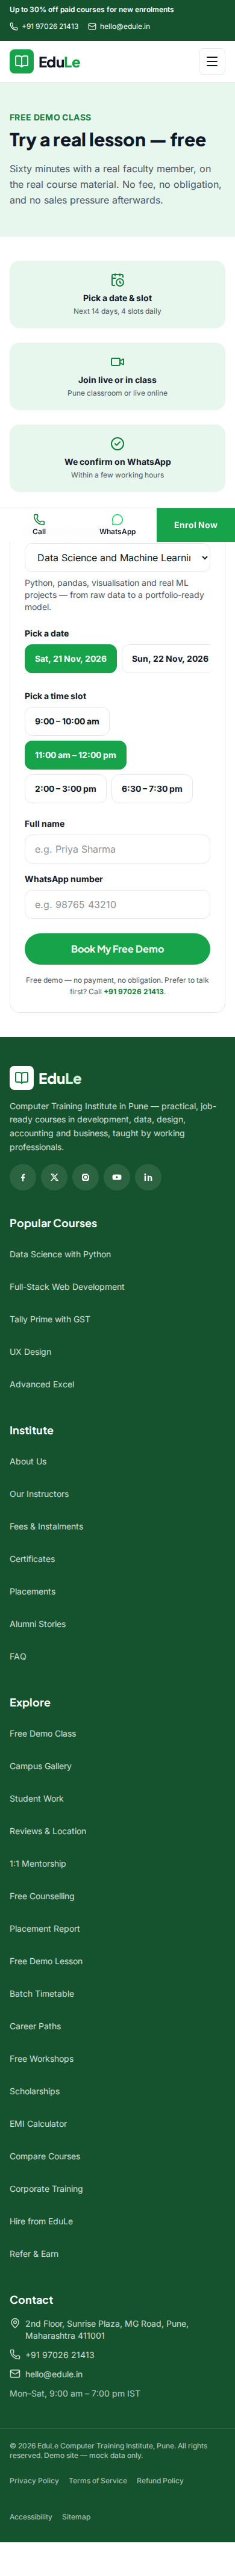 Up to 30% off paid courses for new enrolments
+91 97026 21413 hello@edule.in
EduLe
FREE DEMO CLASS
Try a real lesson — free
Sixty minutes with a real faculty member, on
the real course material. No fee, no obligation,
and no sales pressure afterwards.
Pick a date & slot
Next 14 days, 4 slots daily
Join live or in class
Pune classroom or live online
We confirm on WhatsApp
Within a few working hours
Call WhatsApp Enrol Now
Data Science and Machine Learnin
Python, pandas, visualisation and real ML
projects — from raw data to a portfolio-ready
model.
Pick a date
Sat, 21 Nov, 2026 Sun, 22 Nov, 2026
Pick a time slot
9:00 – 10:00 am
11:00 am – 12:00 pm
2:00 – 3:00 pm 6:30 – 7:30 pm
Full name
e.g. Priya Sharma
WhatsApp number
e.g. 98765 43210
Book My Free Demo
Free demo — no payment, no obligation. Prefer to talk
first? Call +91 97026 21413.
EduLe
Computer Training Institute in Pune — practical, job-
ready courses in development, data, design,
accounting and business, taught by working
professionals.
Popular Courses
Data Science with Python
Full-Stack Web Development
Tally Prime with GST
UX Design
Advanced Excel
Institute
About Us
Our Instructors
Fees & Instalments
Certificates
Placements
Alumni Stories
FAQ
Explore
Free Demo Class
Campus Gallery
Student Work
Reviews & Location
1:1 Mentorship
Free Counselling
Placement Report
Free Demo Lesson
Batch Timetable
Career Paths
Free Workshops
Scholarships
EMI Calculator
Compare Courses
Corporate Training
Hire from EduLe
Refer & Earn
Contact
2nd Floor, Sunrise Plaza, MG Road, Pune,
Maharashtra 411001
+91 97026 21413
hello@edule.in
Mon–Sat, 9:00 am – 7:00 pm IST
© 2026 EduLe Computer Training Institute, Pune. All rights
reserved. Demo site — mock data only.
Privacy Policy Terms of Service Refund Policy
Accessibility Sitemap